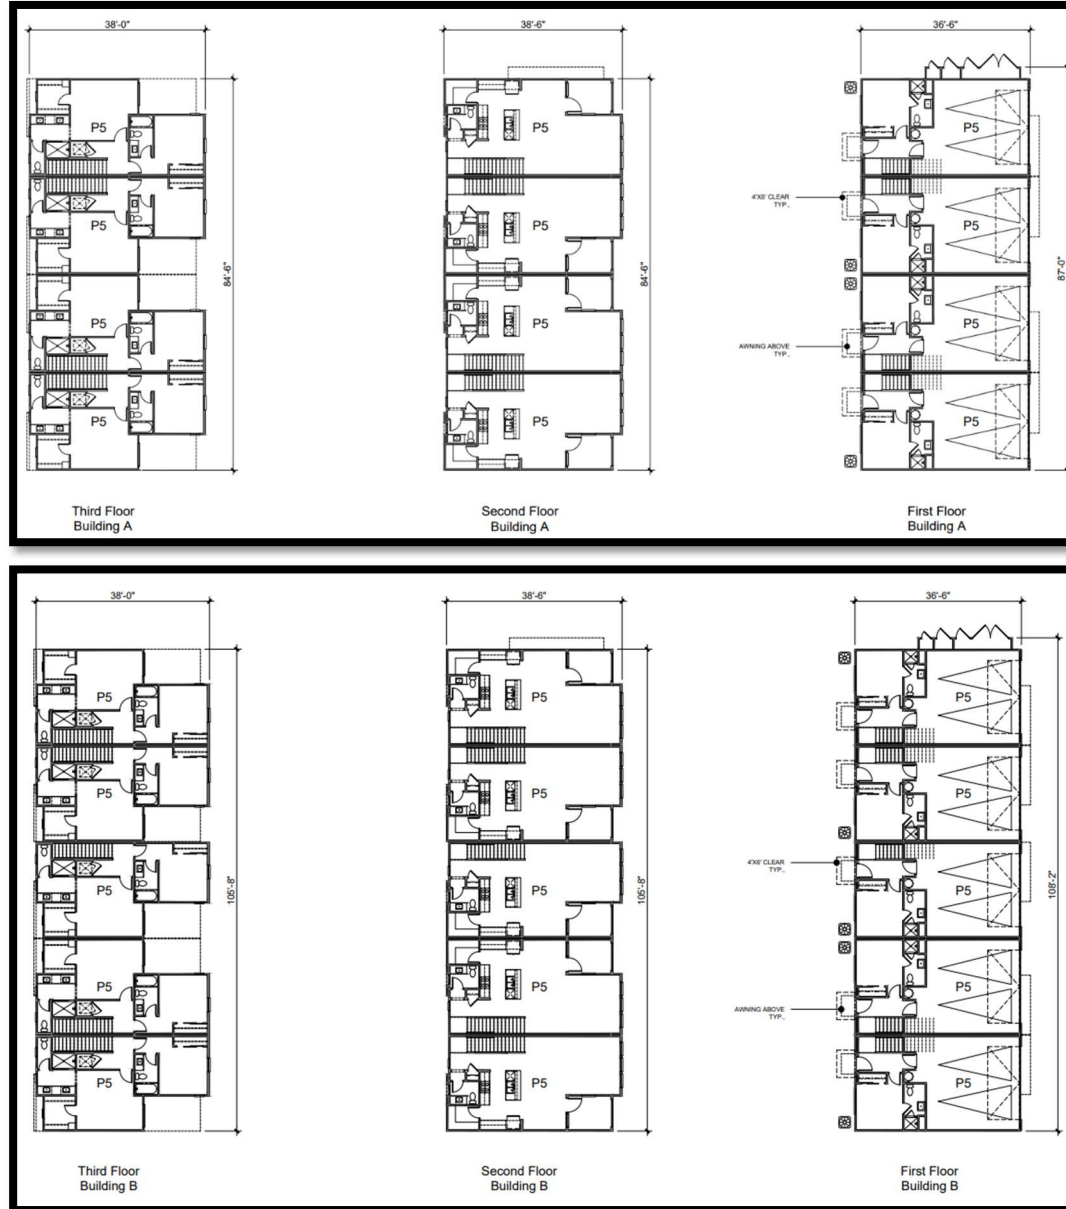 38'-0"
38'-6"
36'-6"
P5
P5
P5
P5
84'-6"
P5
P5
P5
P5
84'-6"
4'X6' CLEAR
TYP..
AWNING ABOVE
TYP..
P5
P5
P5
P5
87'-0"
Third Floor
Building A
Second Floor
Building A
First Floor
Building A
38'-0"
38'-6"
36'-6"
P5
P5
P5
P5
P5
105'-8"
P5
P5
P5
P5
P5
105'-8"
4'X6' CLEAR
TYP..
AWNING ABOVE
TYP..
P5
P5
P5
P5
P5
108'-2"
Third Floor
Building B
Second Floor
Building B
First Floor
Building B